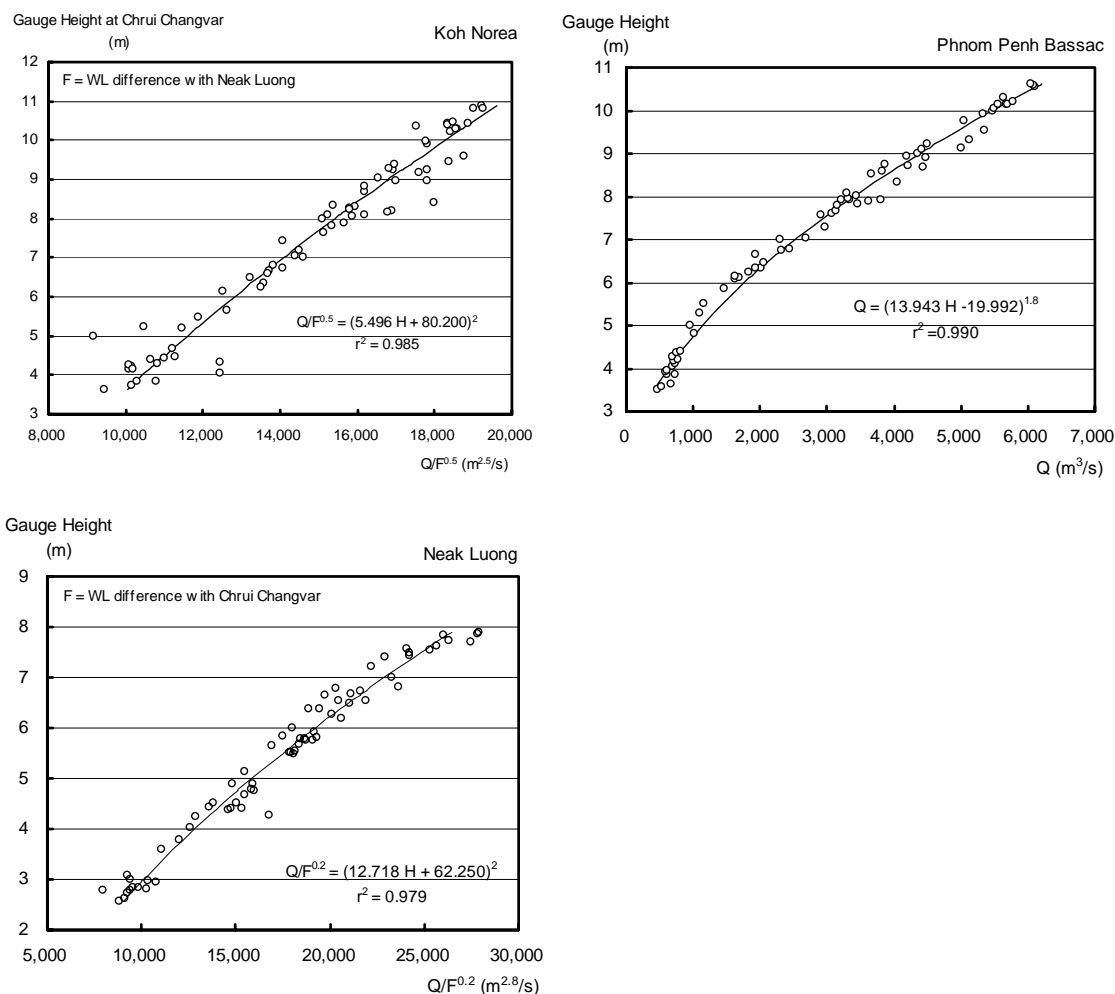 Gauge Height at Chrui Changvar
(m)
Koh Norea
12
F = WL difference with Neak Luong
11
10
9
8
7
6
5
4
3
Q/F^0.5 = (5.496 H + 80.200)^2
r^2 = 0.985
8,000 10,000 12,000 14,000 16,000 18,000 20,000
Q/F^0.5 (m^2.5/s)
Gauge Height
(m)
Phnom Penh Bassac
11
10
9
8
7
6
5
4
3
Q = (13.943 H -19.992)^1.8
r^2 =0.990
0 1,000 2,000 3,000 4,000 5,000 6,000 7,000
Q (m^3/s)
Gauge Height
(m)
Neak Luong
9
F = WL difference with Chrui Changvar
8
7
6
5
4
3
2
Q/F^0.2 = (12.718 H + 62.250)^2
r^2 = 0.979
5,000 10,000 15,000 20,000 25,000 30,000
Q/F^0.2 (m^2.8/s)